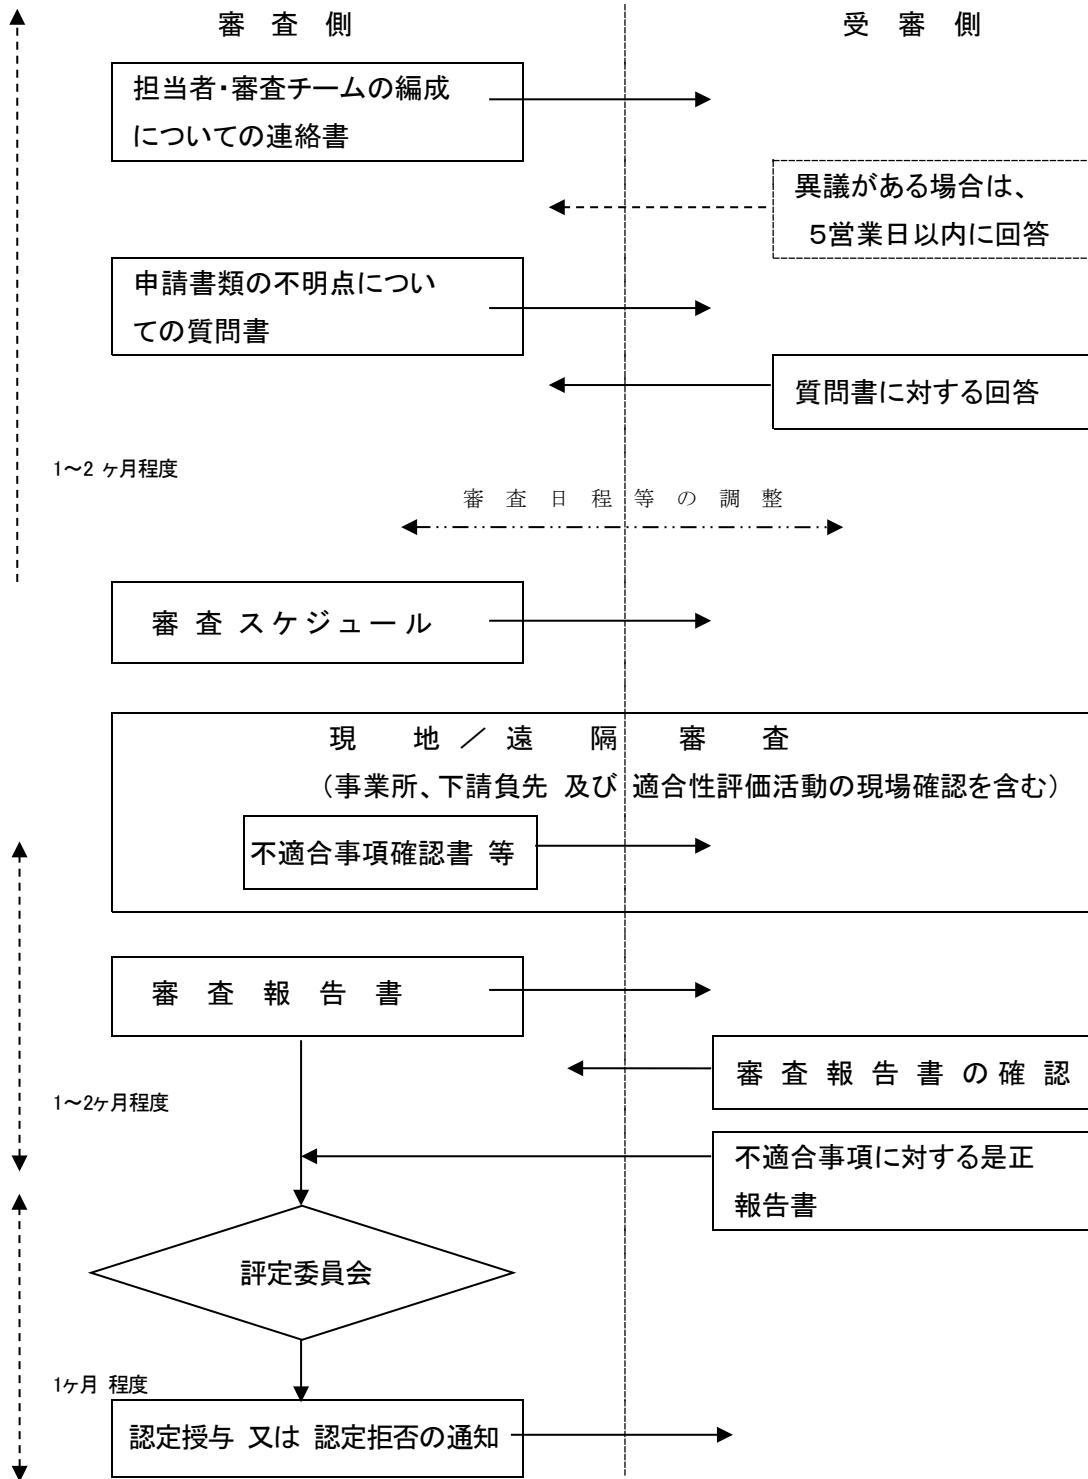 審 査 側
受 審 側
担当者・審査チームの編成
についての連絡書
異議がある場合は、
5営業日以内に回答
申請書類の不明点につい
ての質問書
質問書に対する回答
1～2 ヶ月程度
審 査 日 程 等 の 調 整
審 査 スケジュール
現 地 ／ 遠 隔 審 査
（事業所、下請負先 及び 適合性評価活動の現場確認を含む）
不適合事項確認書 等
審 査 報 告 書
審 査 報 告 書 の 確 認
1～2ヶ月程度
不適合事項に対する是正
報告書
評定委員会
1ヶ月 程度
認定授与 又は 認定拒否の通知